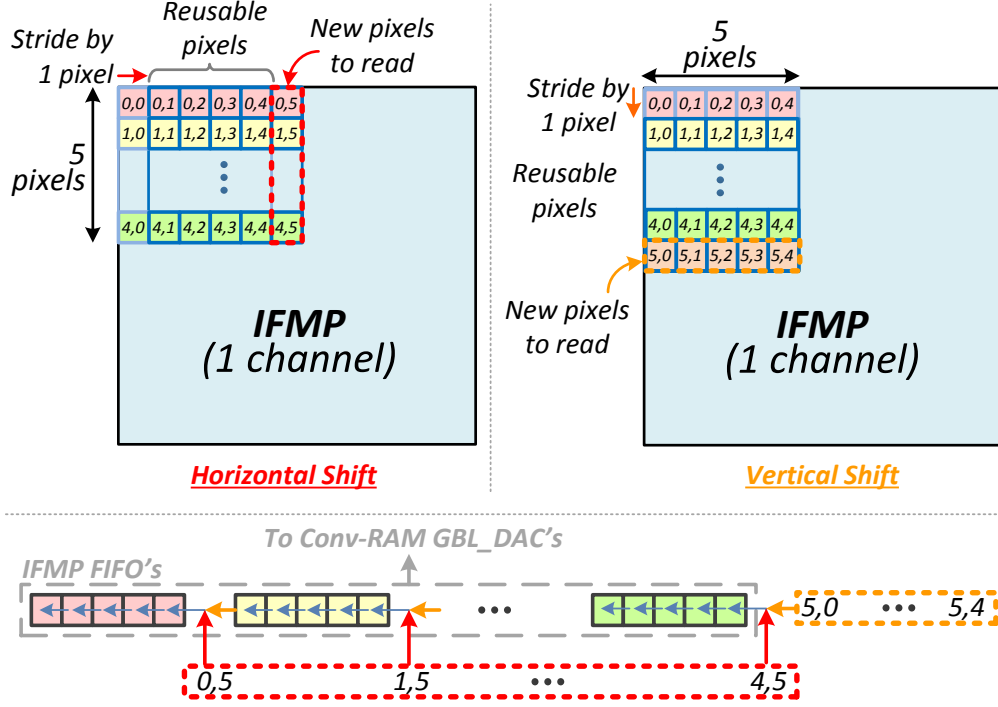 Stride by
1 pixel
Reusable
pixels
New pixels
to read
5
pixels
0,0 0,1 0,2 0,3 0,4 0,5
1,0 1,1 1,2 1,3 1,4 1,5
4,0 4,1 4,2 4,3 4,4 4,5
IFMP
(1 channel)
Horizontal Shift
5
pixels
Stride by
1 pixel
0,0 0,1 0,2 0,3 0,4
1,0 1,1 1,2 1,3 1,4
Reusable
pixels
4,0 4,1 4,2 4,3 4,4
5,0 5,1 5,2 5,3 5,4
New pixels
to read
IFMP
(1 channel)
Vertical Shift
To Conv-RAM GBL_DAC's
IFMP FIFO's
5,0 ••• 5,4
0,5 1,5 ••• 4,5